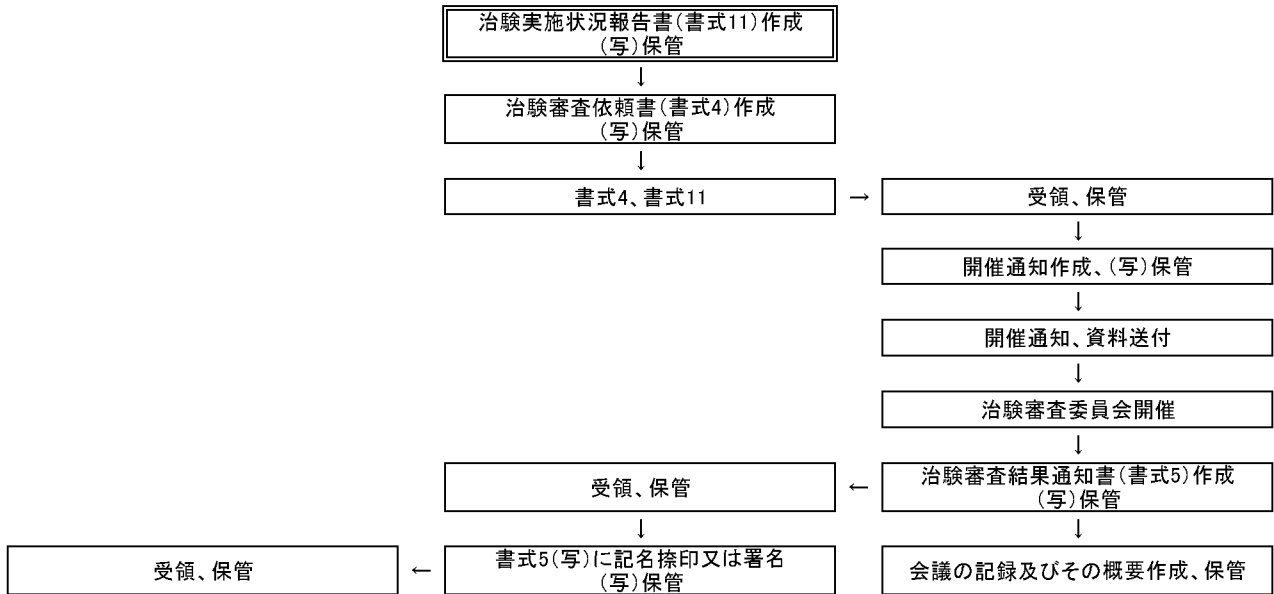 治験実施状況報告書(書式11)作成
(写)保管
↓
治験審査依頼書(書式4)作成
(写)保管
↓
書式4、書式11
→
受領、保管
↓
開催通知作成、(写)保管
↓
開催通知、資料送付
↓
治験審査委員会開催
↓
治験審査結果通知書(書式5)作成
(写)保管
←
受領、保管
↓
↓
書式5(写)に記名捺印又は署名
(写)保管
←
受領、保管
会議の記録及びその概要作成、保管